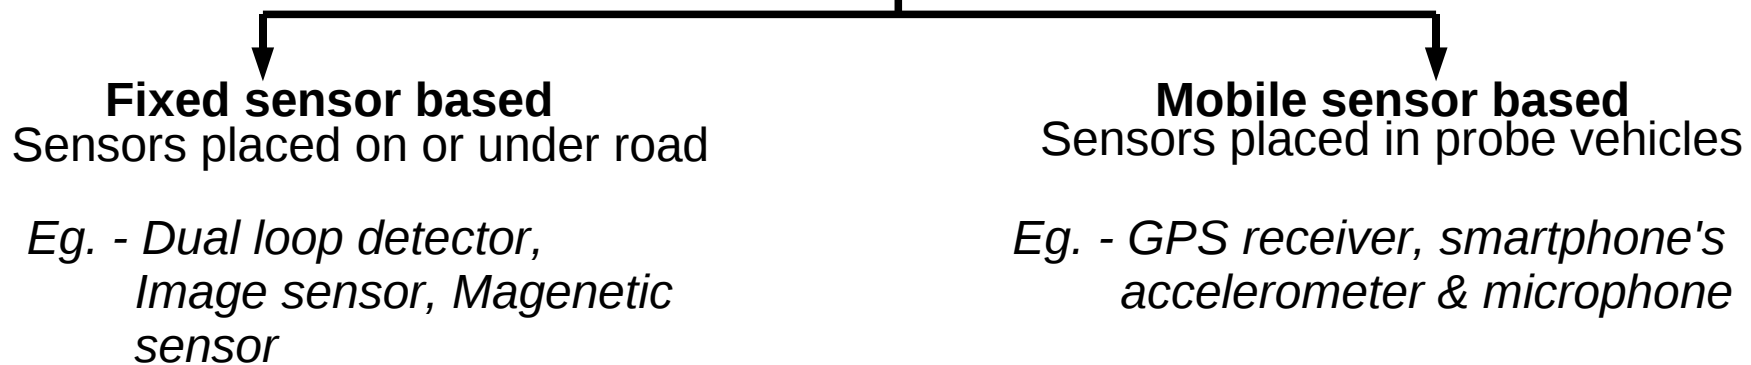 Fixed sensor based
Sensors placed on or under road
Eg. - Dual loop detector,
Image sensor, Magenetic
sensor
Mobile sensor based
Sensors placed in probe vehicles
Eg. - GPS receiver, smartphone's
accelerometer & microphone